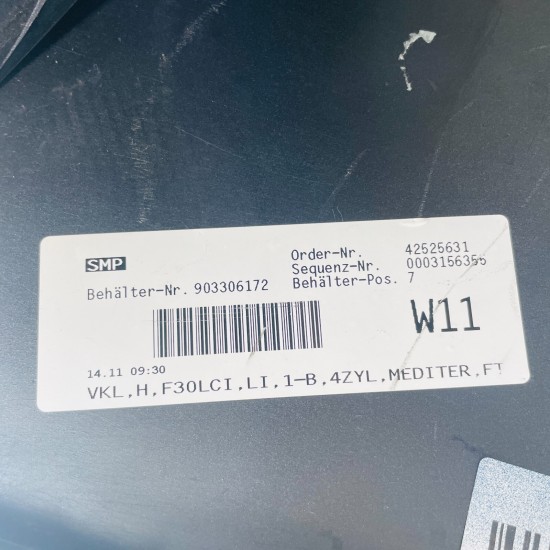 SMP
Order-Nr. 42525631
Sequenz-Nr. 0003156356
Behälter-Nr. 903306172 Behälter-Pos. 7
W11
14.11 09:30
VKL,H,F30LCI,LI,1-B,4ZYL,MEDITER,FT